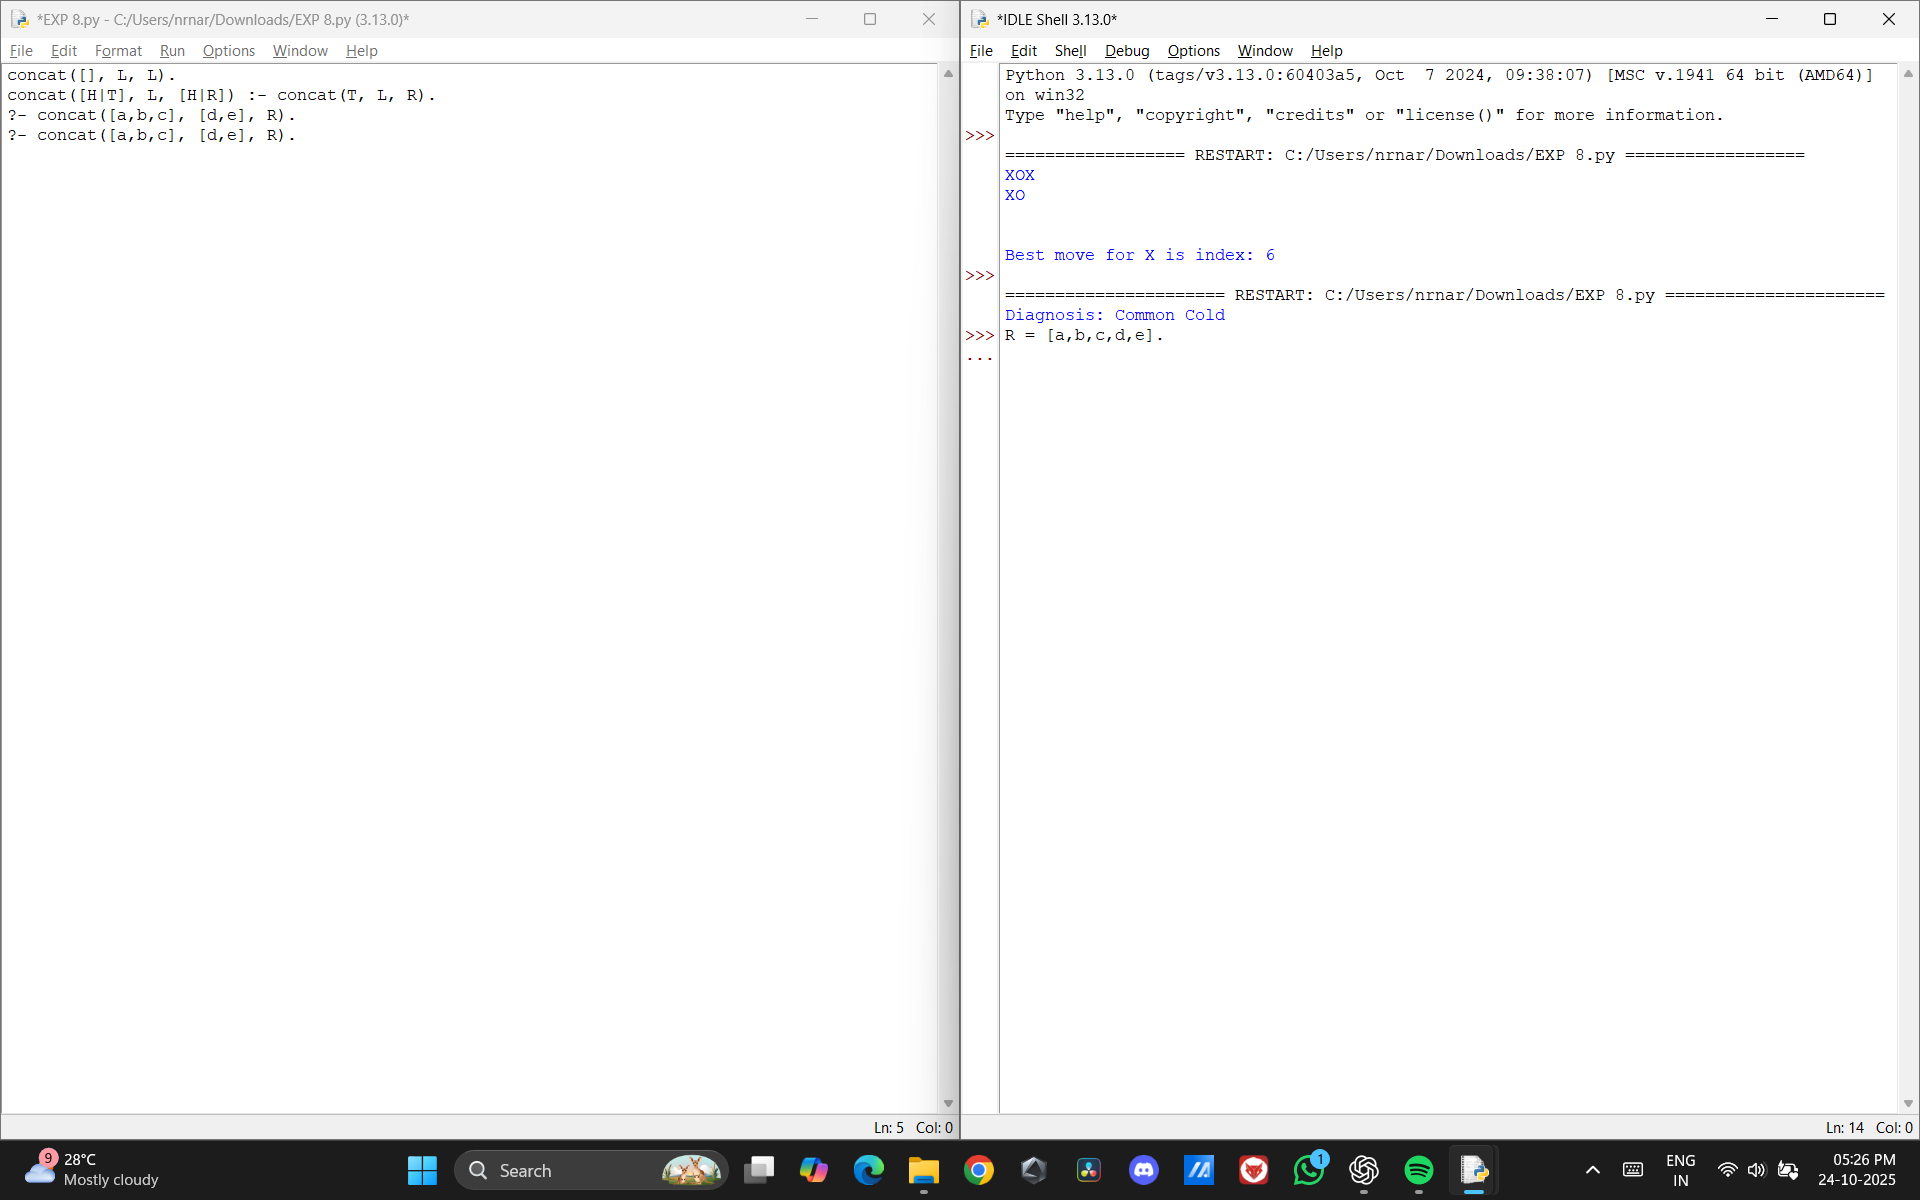 *EXP 8.py - C:/Users/nrnar/Downloads/EXP 8.py (3.13.0)*
File Edit Format Run Options Window Help
concat([], L, L).
concat([H|T], L, [H|R]) :- concat(T, L, R).
?- concat([a,b,c], [d,e], R).
?- concat([a,b,c], [d,e], R).
Ln: 5 Col: 0
*IDLE Shell 3.13.0*
File Edit Shell Debug Options Window Help
Python 3.13.0 (tags/v3.13.0:60403a5, Oct  7 2024, 09:38:07) [MSC v.1941 64 bit (AMD64)]
on win32
Type "help", "copyright", "credits" or "license()" for more information.
>>>
================== RESTART: C:/Users/nrnar/Downloads/EXP 8.py ==================
XOX
XO
Best move for X is index: 6
>>>
====================== RESTART: C:/Users/nrnar/Downloads/EXP 8.py ======================
Diagnosis: Common Cold
>>> R = [a,b,c,d,e].
...
Ln: 14 Col: 0
9
28°C
Mostly cloudy
Search
1
ENG
IN
05:26 PM
24-10-2025